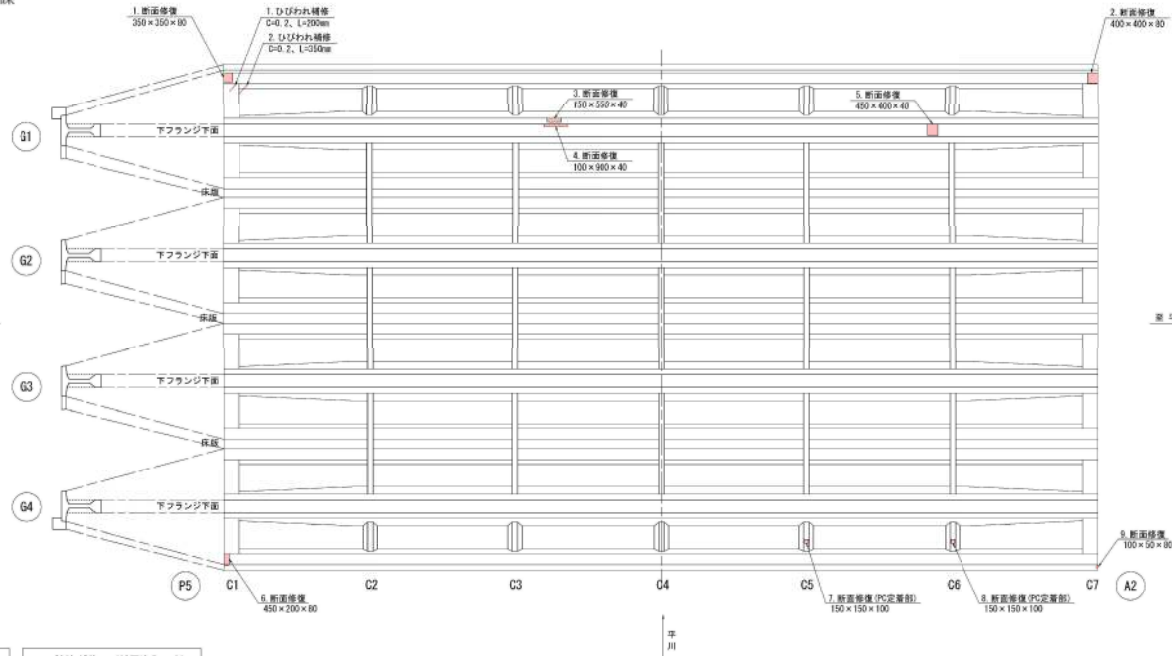 1. 断面修復
350×350×80
1. ひびわれ補修
C=0.2、L=200mm
2. ひびわれ補修
C=0.2、L=350mm
2. 断面修復
400×400×80
3. 断面修復
150×550×40
5. 断面修復
450×400×40
4. 断面修復
100×900×40
G1
下フランジ下面
床版
G2
下フランジ下面
床版
G3
下フランジ下面
床版
G4
下フランジ下面
9. 断面修復
100×50×80
P5
C1
C2
C3
C4
C5
C6
C7
A2
6. 断面修復
450×200×80
7. 断面修復(PC定着部)
150×150×100
8. 断面修復(PC定着部)
150×150×100
平川